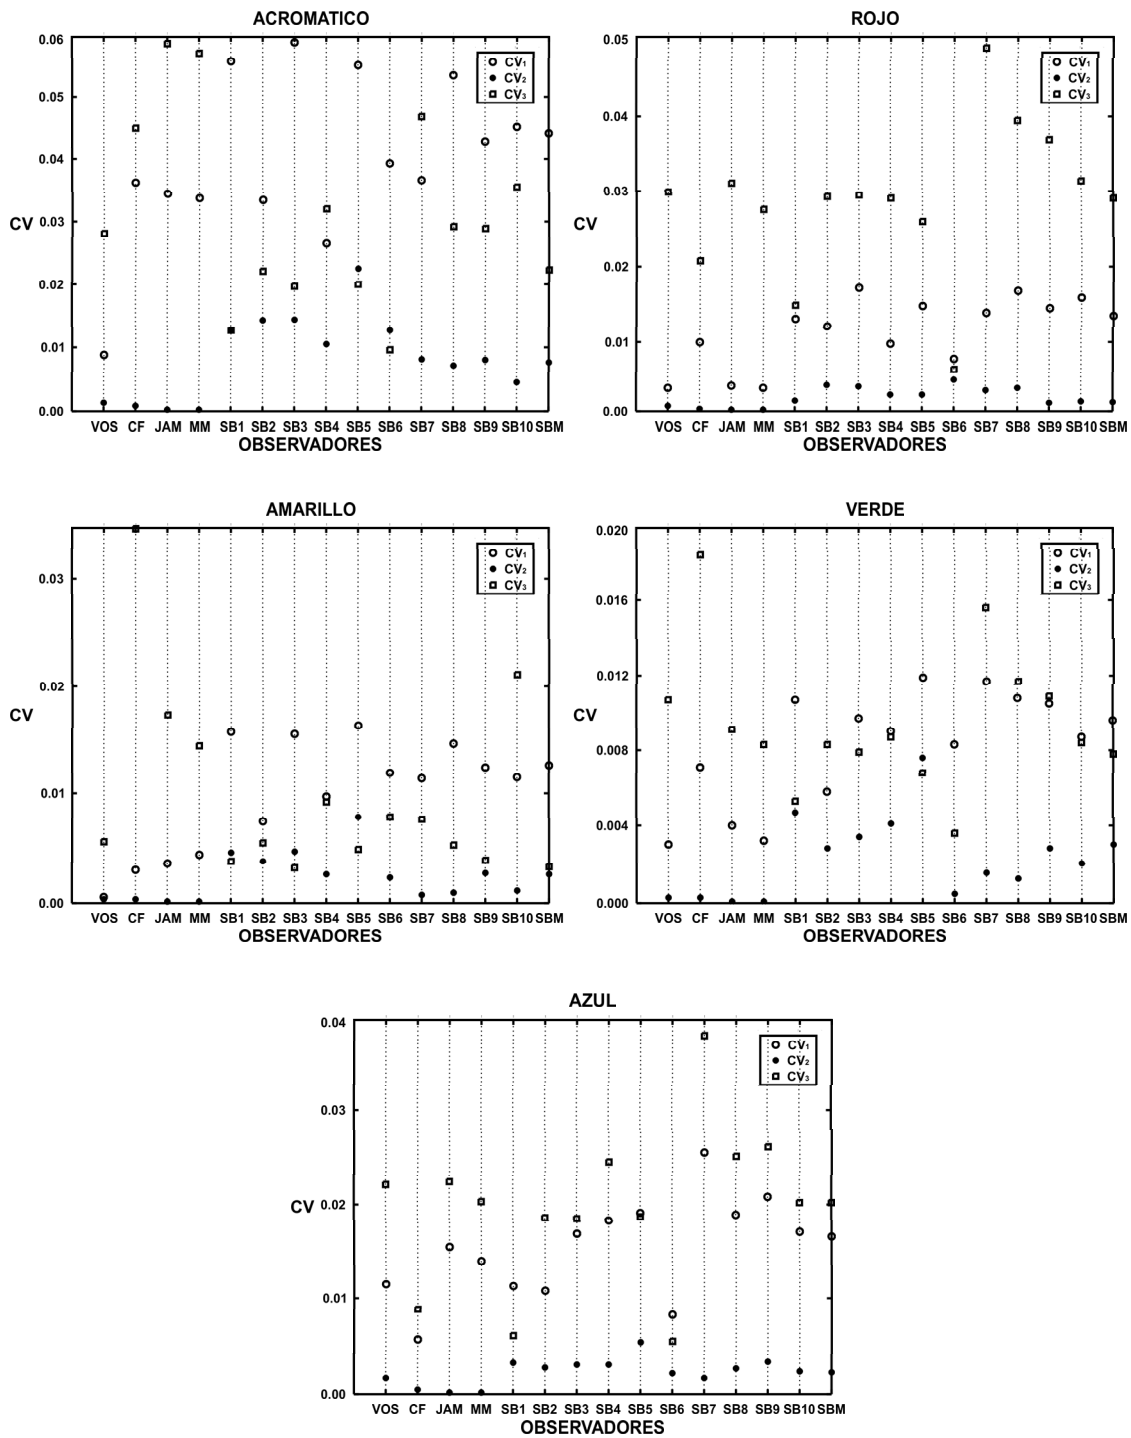 ACROMATICO
0.06
0.05
0.04
0.03
CV
0.02
0.01
0.00
CV1
CV2
CV3
VOS CF JAM MM SB1 SB2 SB3 SB4 SB5 SB6 SB7 SB8 SB9 SB10 SBM
OBSERVADORES
ROJO
0.05
0.04
0.03
CV
0.02
0.01
0.00
CV1
CV2
CV3
VOS CF JAM MM SB1 SB2 SB3 SB4 SB5 SB6 SB7 SB8 SB9 SB10 SBM
OBSERVADORES
AMARILLO
0.03
0.02
CV
0.01
0.00
CV1
CV2
CV3
VOS CF JAM MM SB1 SB2 SB3 SB4 SB5 SB6 SB7 SB8 SB9 SB10 SBM
OBSERVADORES
VERDE
0.020
0.016
0.012
CV
0.008
0.004
0.000
CV1
CV2
CV3
VOS CF JAM MM SB1 SB2 SB3 SB4 SB5 SB6 SB7 SB8 SB9 SB10 SBM
OBSERVADORES
AZUL
0.04
0.03
CV 0.02
0.01
0.00
CV1
CV2
CV3
VOS CF JAM MM SB1 SB2 SB3 SB4 SB5 SB6 SB7 SB8 SB9 SB10 SBM
OBSERVADORES